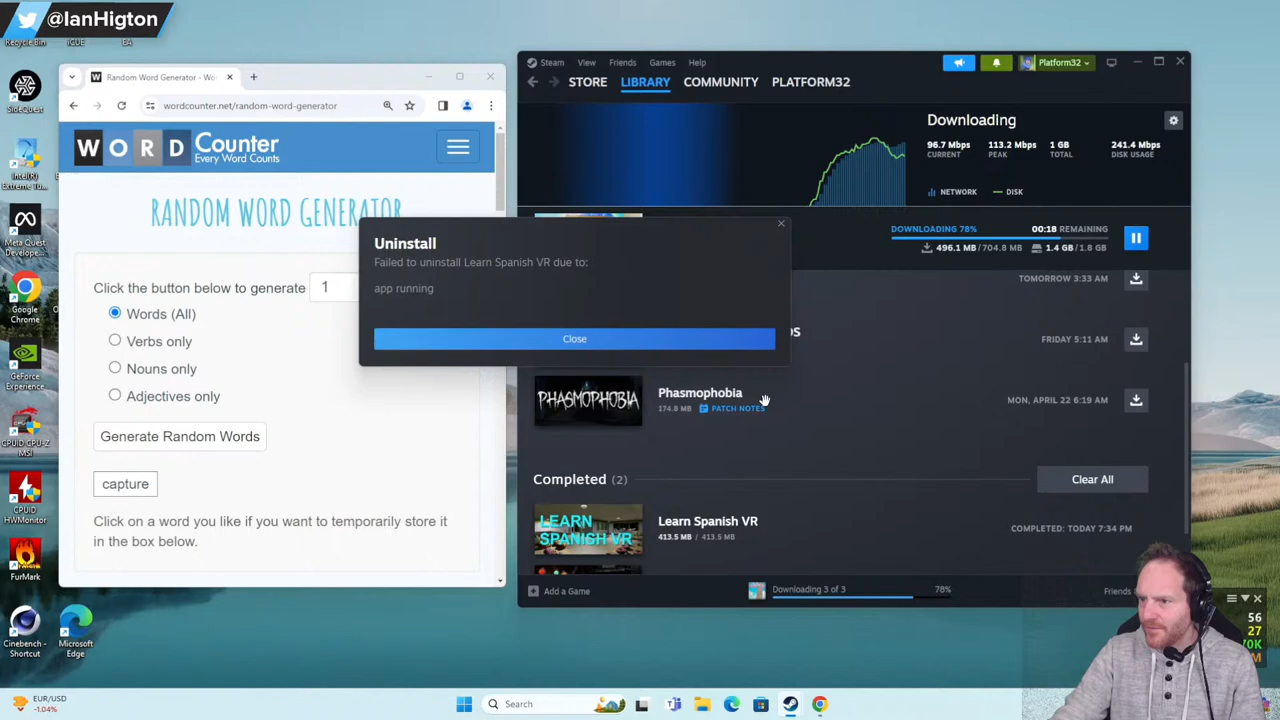 @IanHigton
Recycle Bin
iCUE
EA
SideQuest
Intel(R)
Extreme Tu...
Meta Quest
Develope...
Google
Chrome
GeForce
Experience
CPUID CPU-Z
MSI
CPUID
HWMonitor
FurMark
Cinebench -
Shortcut
Microsoft
Edge
Random Word Generator - Wo
wordcounter.net/random-word-generator
WORD Counter
Every Word Counts
RANDOM WORD GENERATOR
Click the button below to generate 1
Words (All)
Verbs only
Nouns only
Adjectives only
Generate Random Words
capture
Click on a word you like if you want to temporarily store it
in the box below.
Steam View Friends Games Help
Platform32
STORE LIBRARY COMMUNITY PLATFORM32
Downloading
96.7 Mbps 113.2 Mbps 1 GB 241.4 Mbps
CURRENT PEAK TOTAL DISK USAGE
NETWORK DISK
DOWNLOADING 78% 00:18 REMAINING
496.1 MB / 704.8 MB 1.4 GB / 1.8 GB
Uninstall
Failed to uninstall Learn Spanish VR due to:
app running
Close
TOMORROW 3:33 AM
FRIDAY 5:11 AM
Phasmophobia
PHASMOPHOBIA
174.8 MB PATCH NOTES
MON, APRIL 22 6:19 AM
Completed (2)
Clear All
LEARN
SPANISH VR
Learn Spanish VR
413.5 MB / 413.5 MB
COMPLETED: TODAY 7:34 PM
Add a Game
Downloading 3 of 3 78%
Friends
56
27
EUR/USD
-1.04%
Search